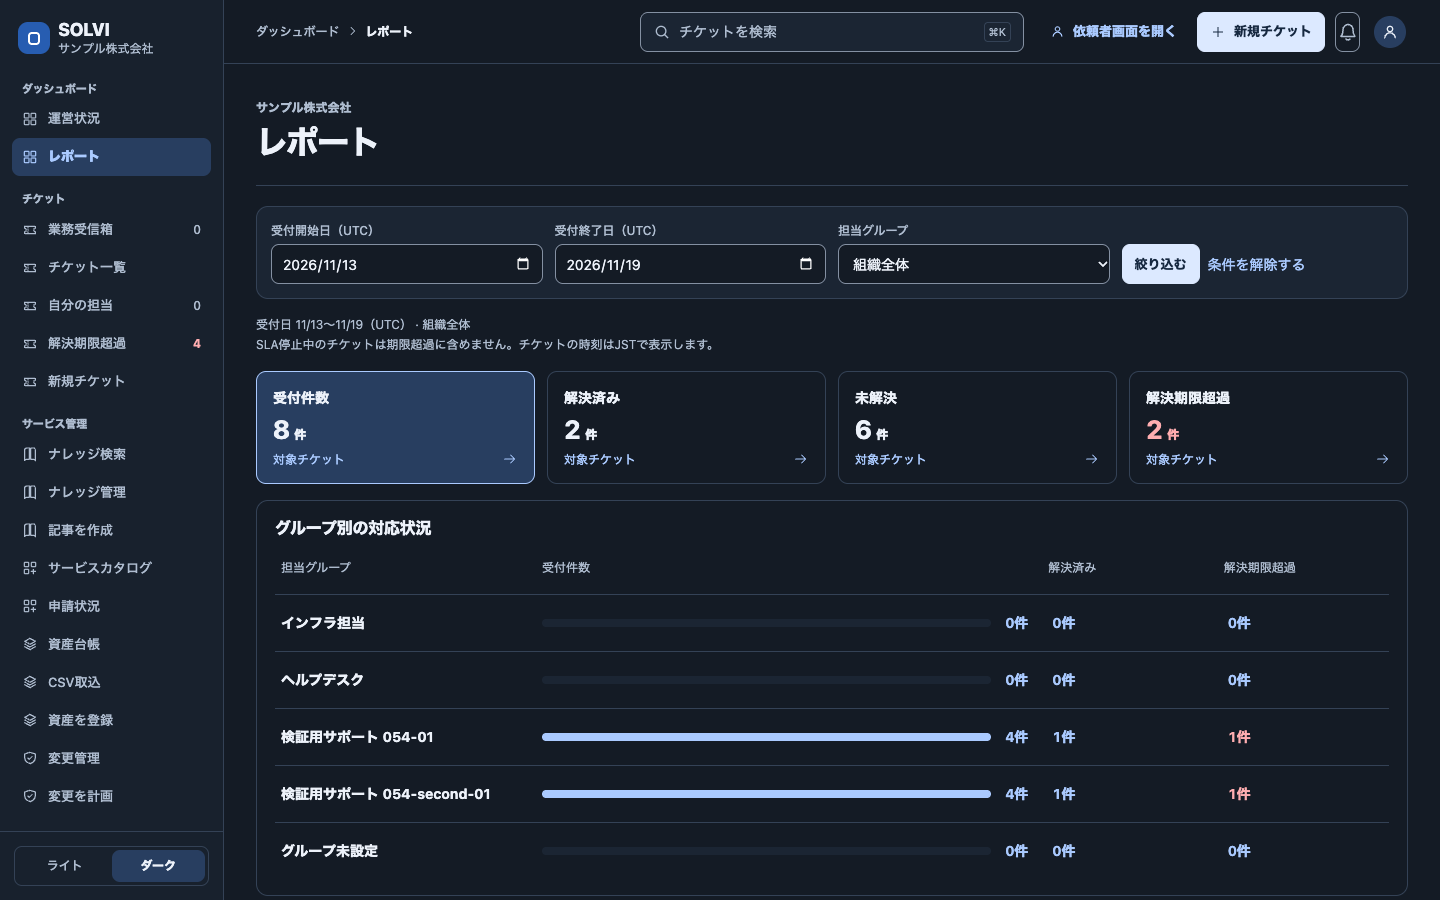 SOLVI
サンプル株式会社
ダッシュボード
運営状況
レポート
チケット
業務受信箱 0
チケット一覧
自分の担当 0
解決期限超過 4
新規チケット
サービス管理
ナレッジ検索
ナレッジ管理
記事を作成
サービスカタログ
申請状況
資産台帳
CSV取込
資産を登録
変更管理
変更を計画
ライト ダーク
ダッシュボード レポート
チケットを検索 ⌘K
依頼者画面を開く
新規チケット
サンプル株式会社
レポート
受付開始日（UTC） 受付終了日（UTC） 担当グループ
2026/11/13 2026/11/19 組織全体 絞り込む 条件を解除する
受付日 11/13〜11/19（UTC）・組織全体
SLA停止中のチケットは期限超過に含めません。チケットの時刻はJSTで表示します。
受付件数
8 件
対象チケット
解決済み
2 件
対象チケット
未解決
6 件
対象チケット
解決期限超過
2 件
対象チケット
グループ別の対応状況
担当グループ 受付件数 解決済み 解決期限超過
インフラ担当 0件 0件 0件
ヘルプデスク 0件 0件 0件
検証用サポート 054-01 4件 1件 1件
検証用サポート 054-second-01 4件 1件 1件
グループ未設定 0件 0件 0件